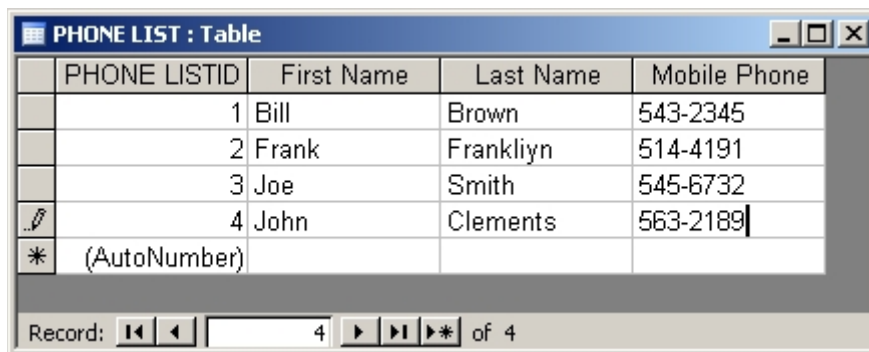 PHONE LIST : Table
PHONE LISTID First Name Last Name Mobile Phone
1 Bill Brown 543-2345
2 Frank Frankliyn 514-4191
3 Joe Smith 545-6732
4 John Clements 563-2189
(AutoNumber)
Record: 4 of 4